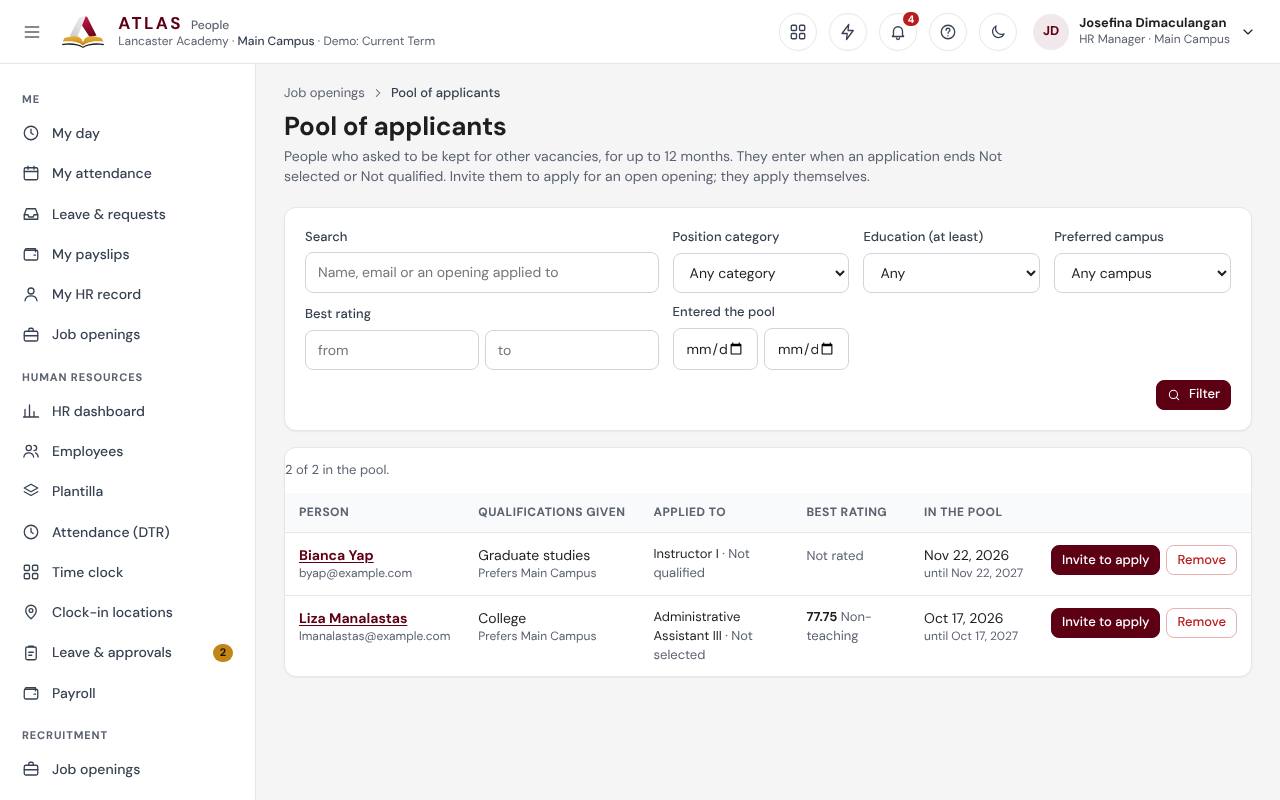 ATLAS People
Lancaster Academy · Main Campus · Demo: Current Term
4
JD
Josefina Dimaculangan
HR Manager · Main Campus
ME
My day
My attendance
Leave & requests
My payslips
My HR record
Job openings
HUMAN RESOURCES
HR dashboard
Employees
Plantilla
Attendance (DTR)
Time clock
Clock-in locations
Leave & approvals 2
Payroll
RECRUITMENT
Job openings
Job openings > Pool of applicants
Pool of applicants
People who asked to be kept for other vacancies, for up to 12 months. They enter when an application ends Not
selected or Not qualified. Invite them to apply for an open opening; they apply themselves.
Search Position category Education (at least) Preferred campus
Name, email or an opening applied to Any category Any Any campus
Best rating Entered the pool
from to mm/d mm/d
Filter
2 of 2 in the pool.
PERSON QUALIFICATIONS GIVEN APPLIED TO BEST RATING IN THE POOL
Bianca Yap Graduate studies Instructor I · Not Not rated Nov 22, 2026 Invite to apply Remove
byap@example.com Prefers Main Campus qualified until Nov 22, 2027
Liza Manalastas College Administrative 77.75 Non- Oct 17, 2026 Invite to apply Remove
lmanalastas@example.com Prefers Main Campus Assistant III · Not teaching until Oct 17, 2027
selected